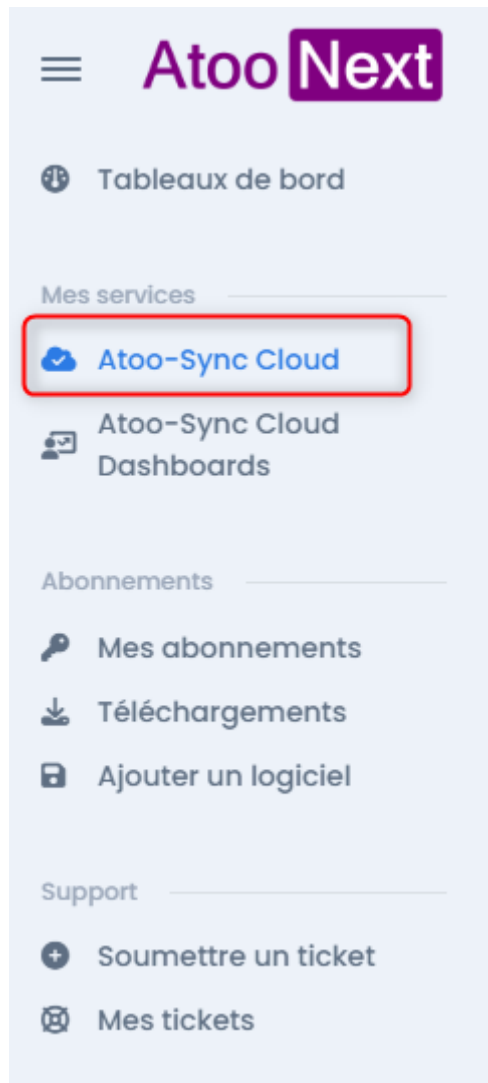 Atoo Next
Tableaux de bord
Mes services
Atoo-Sync Cloud
Atoo-Sync Cloud
Dashboards
Abonnements
Mes abonnements
Téléchargements
Ajouter un logiciel
Support
Soumettre un ticket
Mes tickets